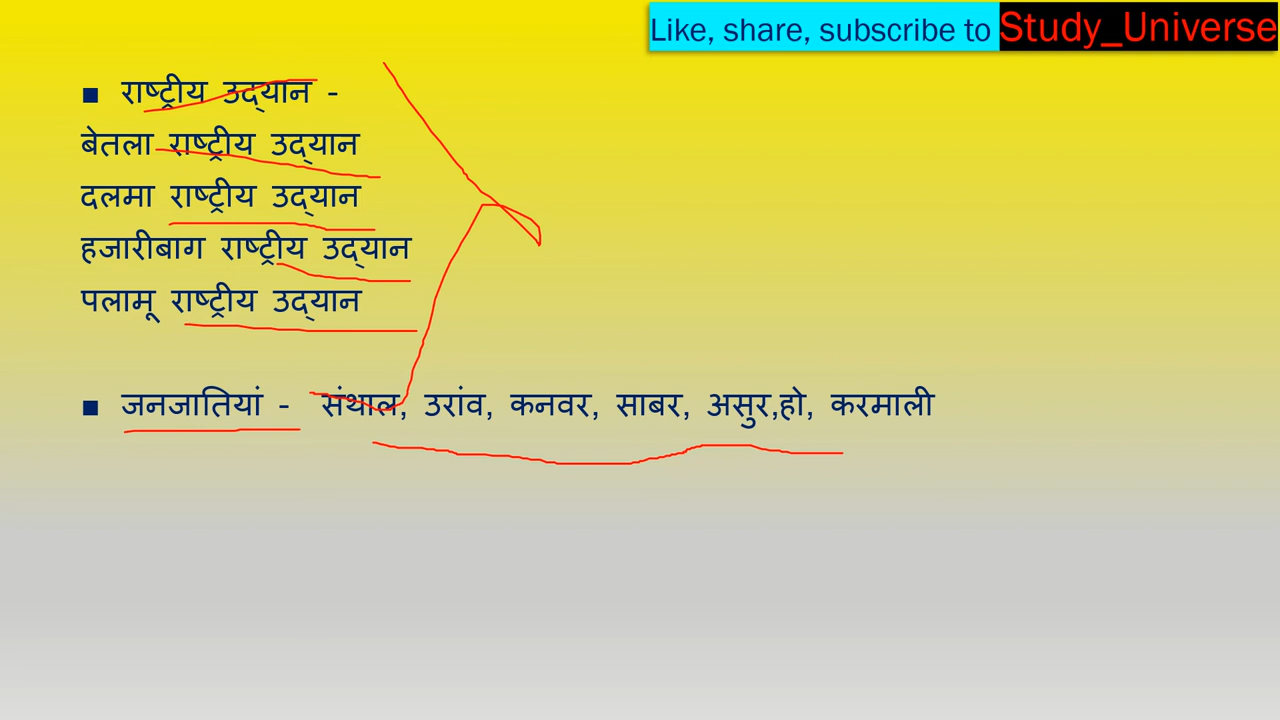 Like, share, subscribe to Study_Universe
▪ राष्ट्रीय उद्यान -
बेतला राष्ट्रीय उद्यान
दलमा राष्ट्रीय उद्यान
हजारीबाग राष्ट्रीय उद्यान
पलामू राष्ट्रीय उद्यान
▪ जनजातियां - संथाल, उरांव, कनवर, साबर, असुर,हो, करमाली